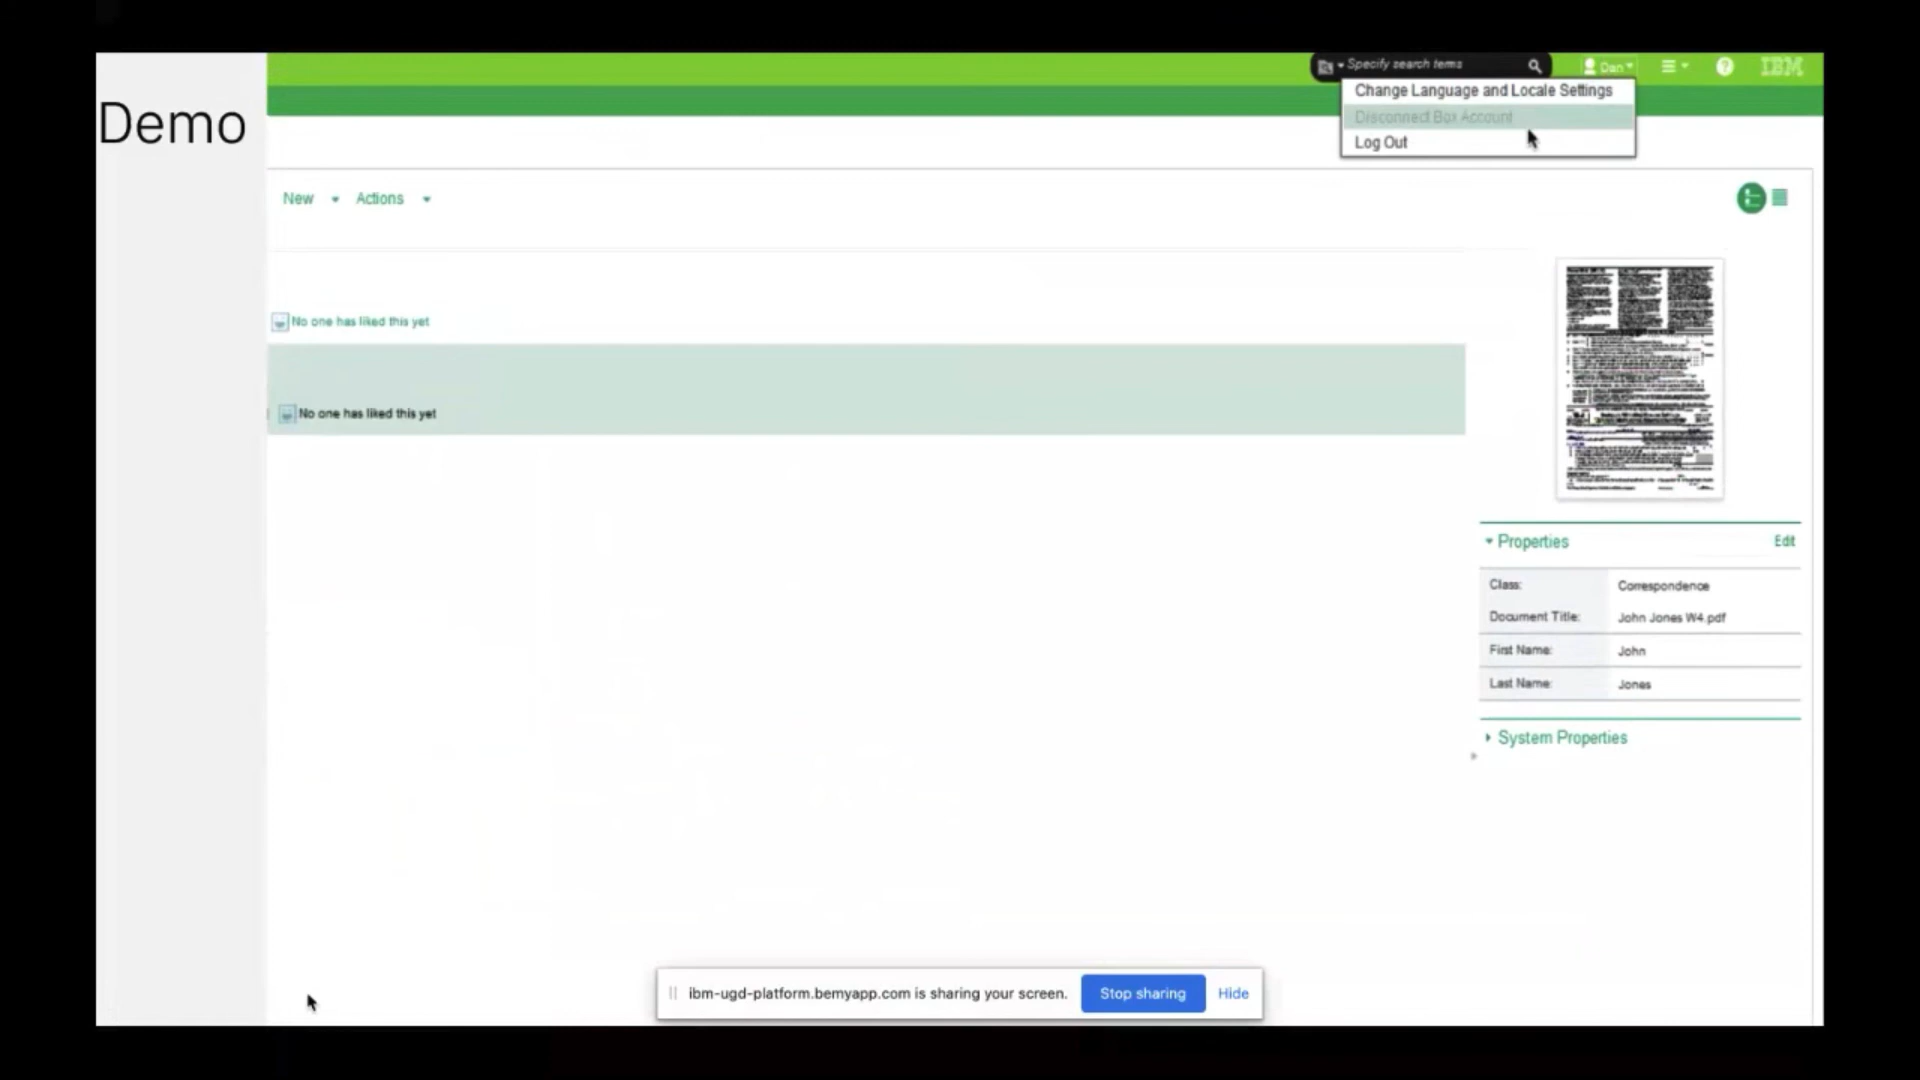 Demo
Specify search terms
Dan
IBM
Change Language and Locale Settings
Disconnect Box Account
Log Out
New
Actions
No one has liked this yet
No one has liked this yet
Properties
Edit
Class:
Correspondence
Document Title:
John Jones W4.pdf
First Name:
John
Last Name:
Jones
System Properties
ibm-ugd-platform.bemyapp.com is sharing your screen.
Stop sharing
Hide